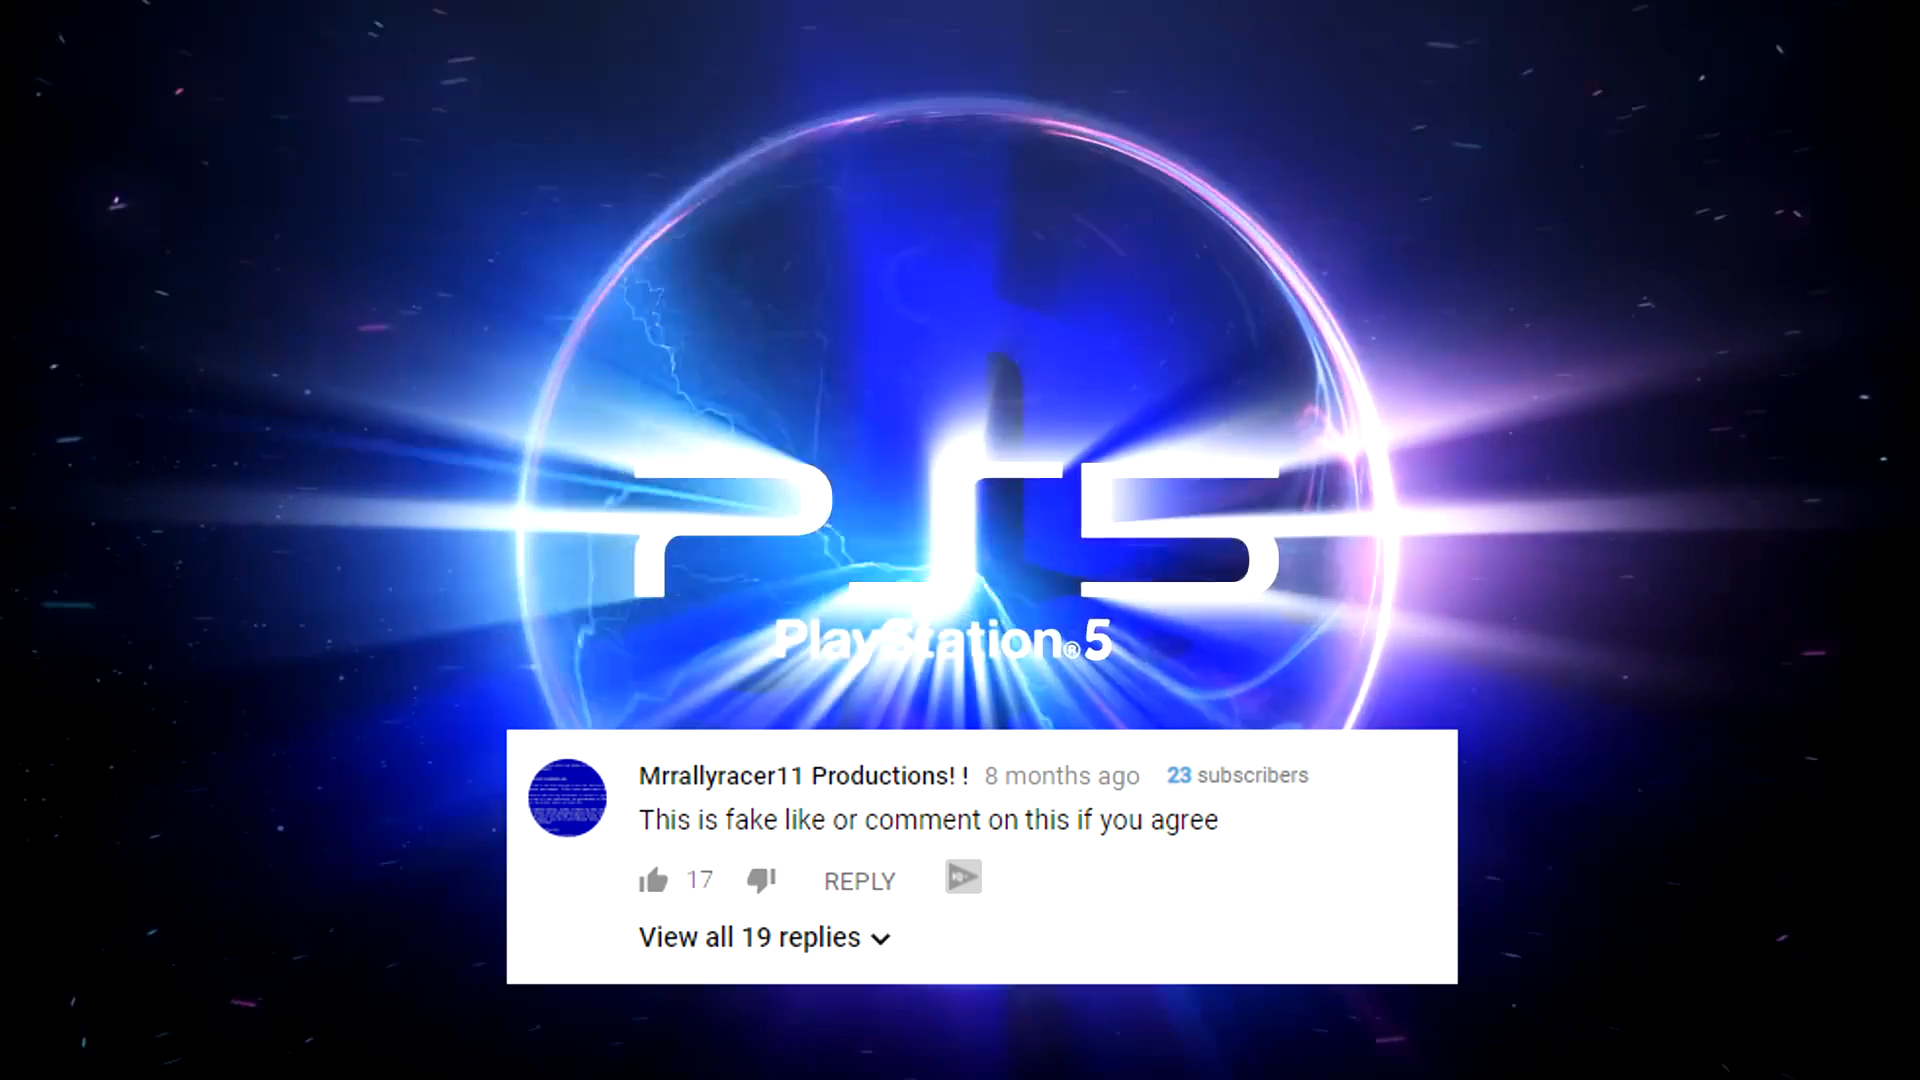 PS5
PlayStation®5
Mrrallyracer11 Productions! ! 8 months ago 23 subscribers
This is fake like or comment on this if you agree
17 REPLY
View all 19 replies